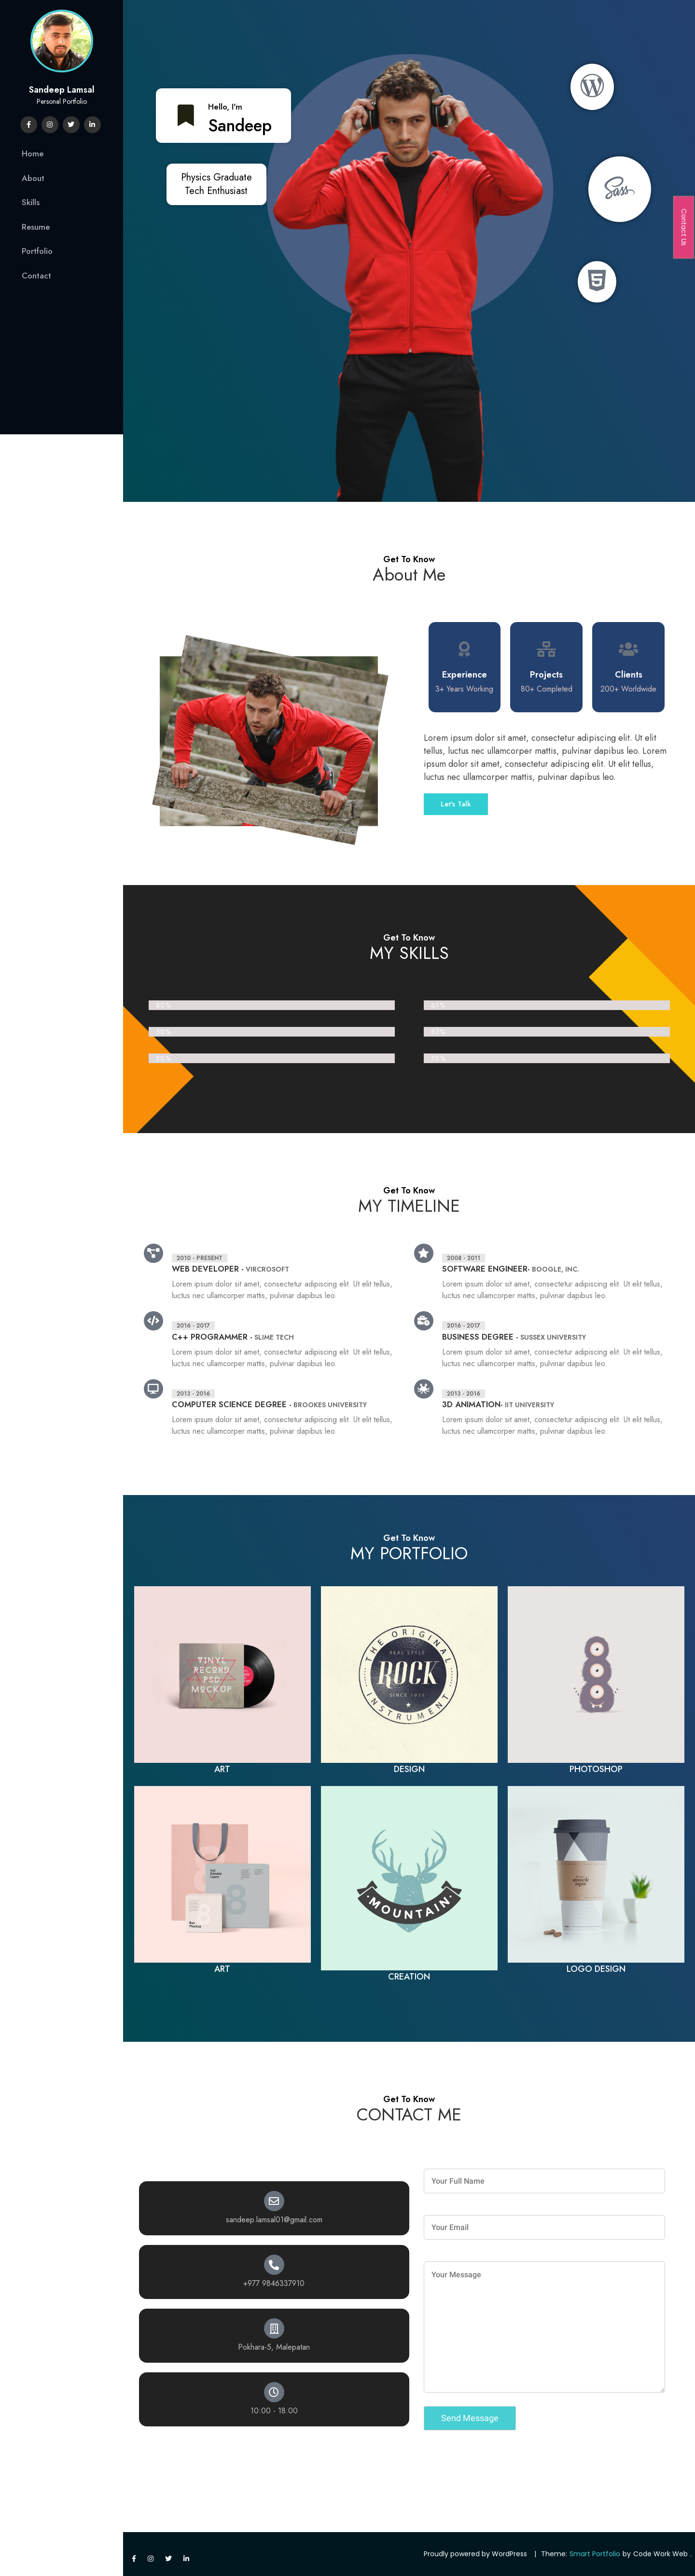 Sandeep Lamsal
Personal Portfolio
Home
About
Skills
Resume
Portfolio
Contact
Hello, I'm
Sandeep
Physics Graduate
Tech Enthusiast
Sass
5
Contact Us
Get To Know
About Me
Experience
3+ Years Working
Projects
80+ Completed
Clients
200+ Worldwide
Lorem ipsum dolor sit amet, consectetur adipiscing elit. Ut elit
tellus, luctus nec ullamcorper mattis, pulvinar dapibus leo. Lorem
ipsum dolor sit amet, consectetur adipiscing elit. Ut elit tellus,
luctus nec ullamcorper mattis, pulvinar dapibus leo.
Let's Talk
Get To Know
MY SKILLS
Get To Know
MY TIMELINE
2010 - PRESENT
WEB DEVELOPER - VIRCROSOFT
Lorem ipsum dolor sit amet, consectetur adipiscing elit. Ut elit tellus,
luctus nec ullamcorper mattis, pulvinar dapibus leo.
2016 - 2017
C++ PROGRAMMER - SLIME TECH
Lorem ipsum dolor sit amet, consectetur adipiscing elit. Ut elit tellus,
luctus nec ullamcorper mattis, pulvinar dapibus leo.
2013 - 2016
COMPUTER SCIENCE DEGREE - BROOKES UNIVERSITY
Lorem ipsum dolor sit amet, consectetur adipiscing elit. Ut elit tellus,
luctus nec ullamcorper mattis, pulvinar dapibus leo.
2008 - 2011
SOFTWARE ENGINEER- BOOGLE, INC.
Lorem ipsum dolor sit amet, consectetur adipiscing elit. Ut elit tellus,
luctus nec ullamcorper mattis, pulvinar dapibus leo.
2016 - 2017
BUSINESS DEGREE - SUSSEX UNIVERSITY
Lorem ipsum dolor sit amet, consectetur adipiscing elit. Ut elit tellus,
luctus nec ullamcorper mattis, pulvinar dapibus leo.
2013 - 2016
3D ANIMATION- IIT UNIVERSITY
Lorem ipsum dolor sit amet, consectetur adipiscing elit. Ut elit tellus,
luctus nec ullamcorper mattis, pulvinar dapibus leo.
Get To Know
MY PORTFOLIO
VINYL
RECORD
PSD
MOCKUP
ART
THE ORIGINAL
REAL STYLE
ROCK
SINCE 1935
INSTRUMENT
DESIGN
PHOTOSHOP
8
8
ART
MOUNTAIN
CREATION
LOGO DESIGN
Get To Know
CONTACT ME
sandeep.lamsal01@gmail.com
+977 9846337910
Pokhara-5, Malepatan
10:00 - 18:00
Your Full Name
Your Email
Your Message
Send Message
Proudly powered by WordPress | Theme: Smart Portfolio by Code Work Web .